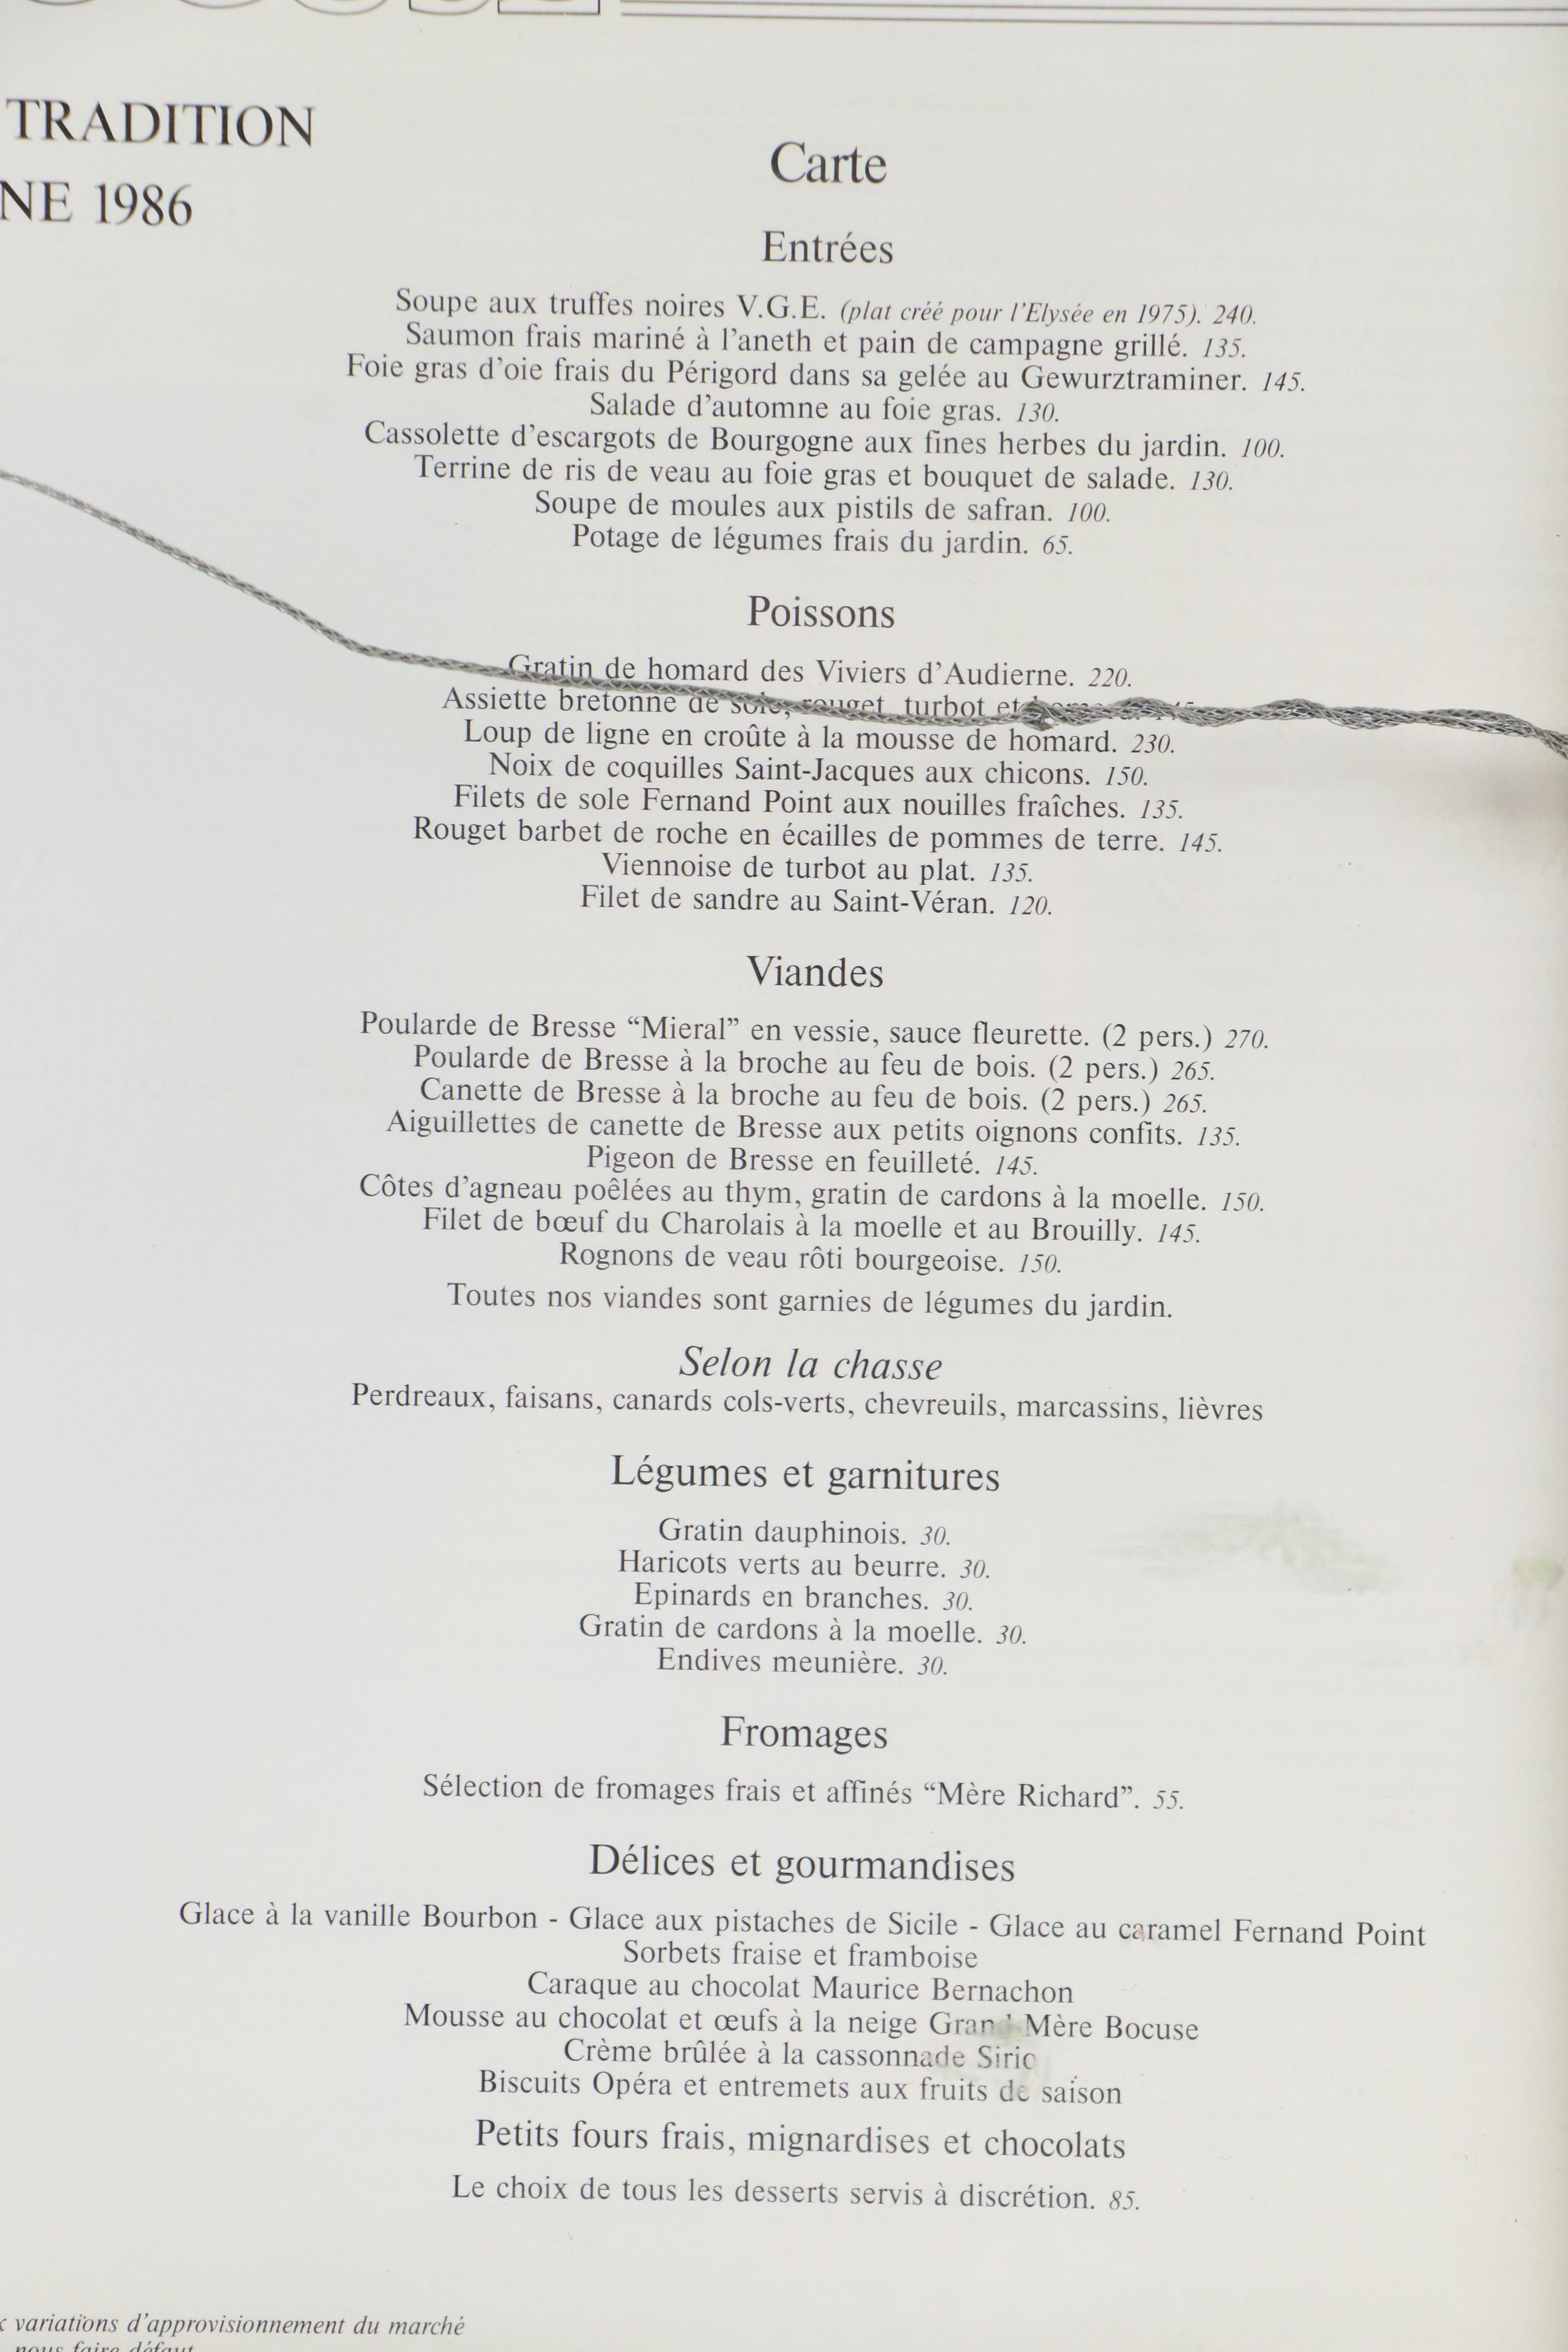 TRADITION
NE 1986
Carte
Entrées
Soupe aux truffes noires V.G.E. (plat créé pour l'Elysée en 1975). 240.
Saumon frais mariné à l'aneth et pain de campagne grillé. 135.
Foie gras d'oie frais du Périgord dans sa gelée au Gewurztraminer. 145.
Salade d'automne au foie gras. 130.
Cassolette d'escargots de Bourgogne aux fines herbes du jardin. 100.
Terrine de ris de veau au foie gras et bouquet de salade. 130.
Soupe de moules aux pistils de safran. 100.
Potage de légumes frais du jardin. 65.
Poissons
Gratin de homard des Viviers d'Audierne. 220.
Assiette bretonne de sole, rouget, turbot et
Loup de ligne en croûte à la mousse de homard. 230.
Noix de coquilles Saint-Jacques aux chicons. 150.
Filets de sole Fernand Point aux nouilles fraîches. 135.
Rouget barbet de roche en écailles de pommes de terre. 145.
Viennoise de turbot au plat. 135.
Filet de sandre au Saint-Véran. 120.
Viandes
Poularde de Bresse “Mieral” en vessie, sauce fleurette. (2 pers.) 270.
Poularde de Bresse à la broche au feu de bois. (2 pers.) 265.
Canette de Bresse à la broche au feu de bois. (2 pers.) 265.
Aiguillettes de canette de Bresse aux petits oignons confits. 135.
Pigeon de Bresse en feuilleté. 145.
Côtes d'agneau poêlées au thym, gratin de cardons à la moelle. 150.
Filet de bœuf du Charolais à la moelle et au Brouilly. 145.
Rognons de veau rôti bourgeoise. 150.
Toutes nos viandes sont garnies de légumes du jardin.
Selon la chasse
Perdreaux, faisans, canards cols-verts, chevreuils, marcassins, lièvres
Légumes et garnitures
Gratin dauphinois. 30.
Haricots verts au beurre. 30.
Epinards en branches. 30.
Gratin de cardons à la moelle. 30.
Endives meunière. 30.
Fromages
Sélection de fromages frais et affinés “Mère Richard”. 55.
Délices et gourmandises
Glace à la vanille Bourbon - Glace aux pistaches de Sicile - Glace au caramel Fernand Point
Sorbets fraise et framboise
Caraque au chocolat Maurice Bernachon
Mousse au chocolat et œufs à la neige Grand Mère Bocuse
Crème brûlée à la cassonnade Sirio
Biscuits Opéra et entremets aux fruits de saison
Petits fours frais, mignardises et chocolats
Le choix de tous les desserts servis à discrétion. 85.
variations d'approvisionnement du marché
nous faire défaut